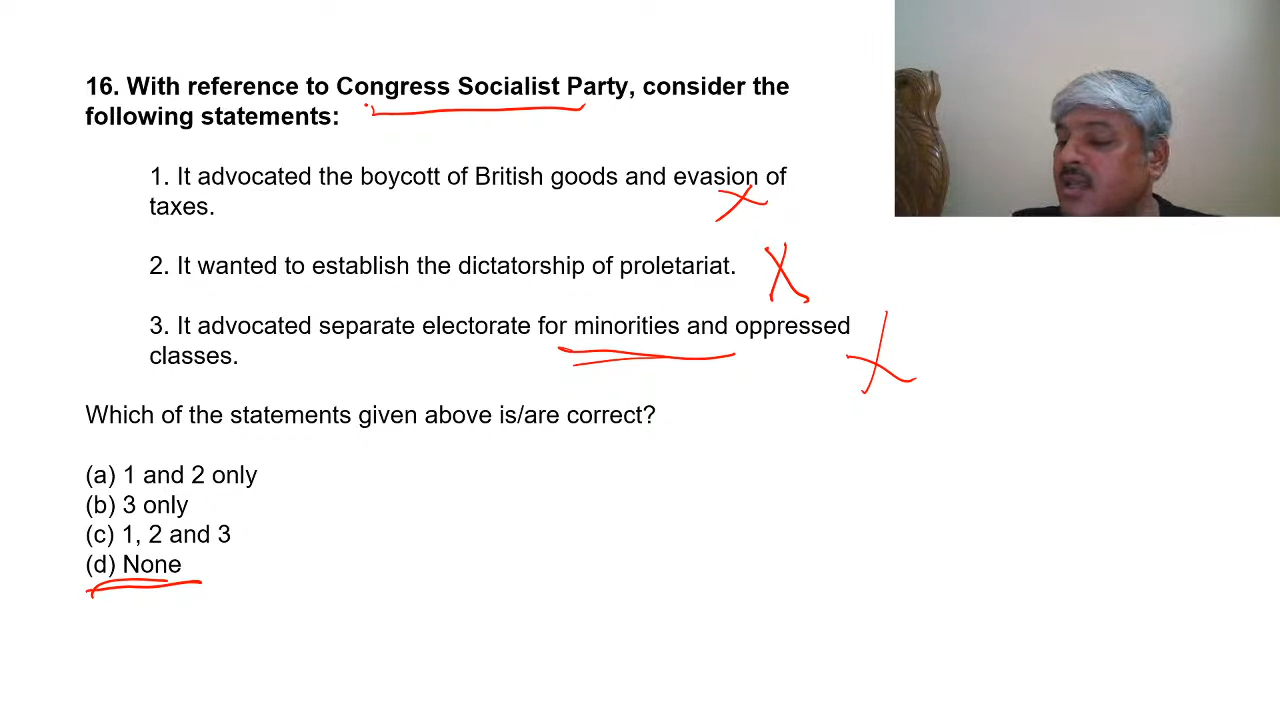 16. With reference to Congress Socialist Party, consider the
following statements:
1. It advocated the boycott of British goods and evasion of
taxes.
2. It wanted to establish the dictatorship of proletariat.
3. It advocated separate electorate for minorities and oppressed
classes.
Which of the statements given above is/are correct?
(a) 1 and 2 only
(b) 3 only
(c) 1, 2 and 3
(d) None